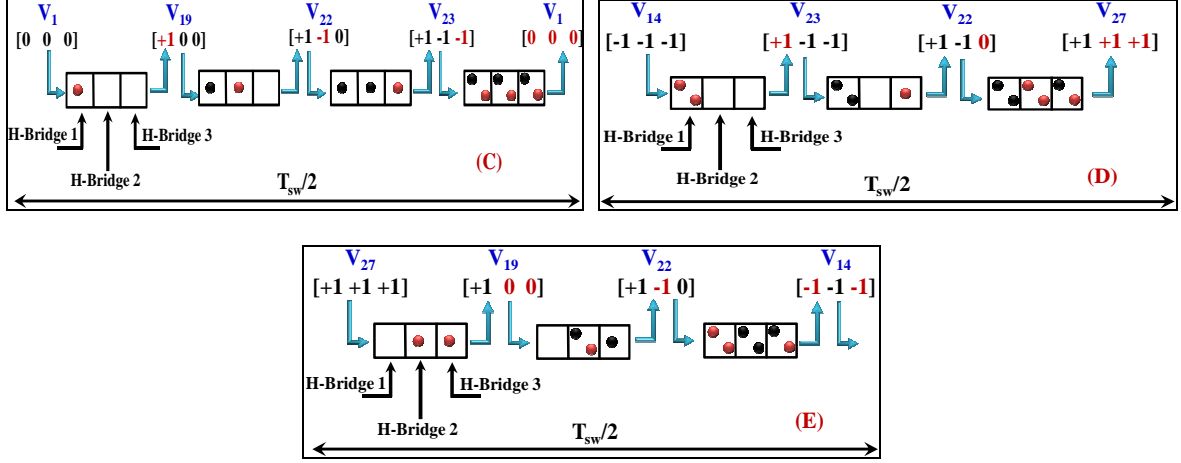 V1 V19 V22 V23 V1
[0 0 0] [+1 0 0] [+1 -1 0] [+1 -1 -1] [0 0 0]
H-Bridge 1 H-Bridge 3
H-Bridge 2
(C)
Tsw/2
V14 V23 V22 V27
[-1 -1 -1] [+1 -1 -1] [+1 -1 0] [+1 +1 +1]
H-Bridge 1 H-Bridge 3
H-Bridge 2
(D)
Tsw/2
V27 V19 V22 V14
[+1 +1 +1] [+1 0 0] [+1 -1 0] [-1 -1 -1]
H-Bridge 1 H-Bridge 3
H-Bridge 2
(E)
Tsw/2